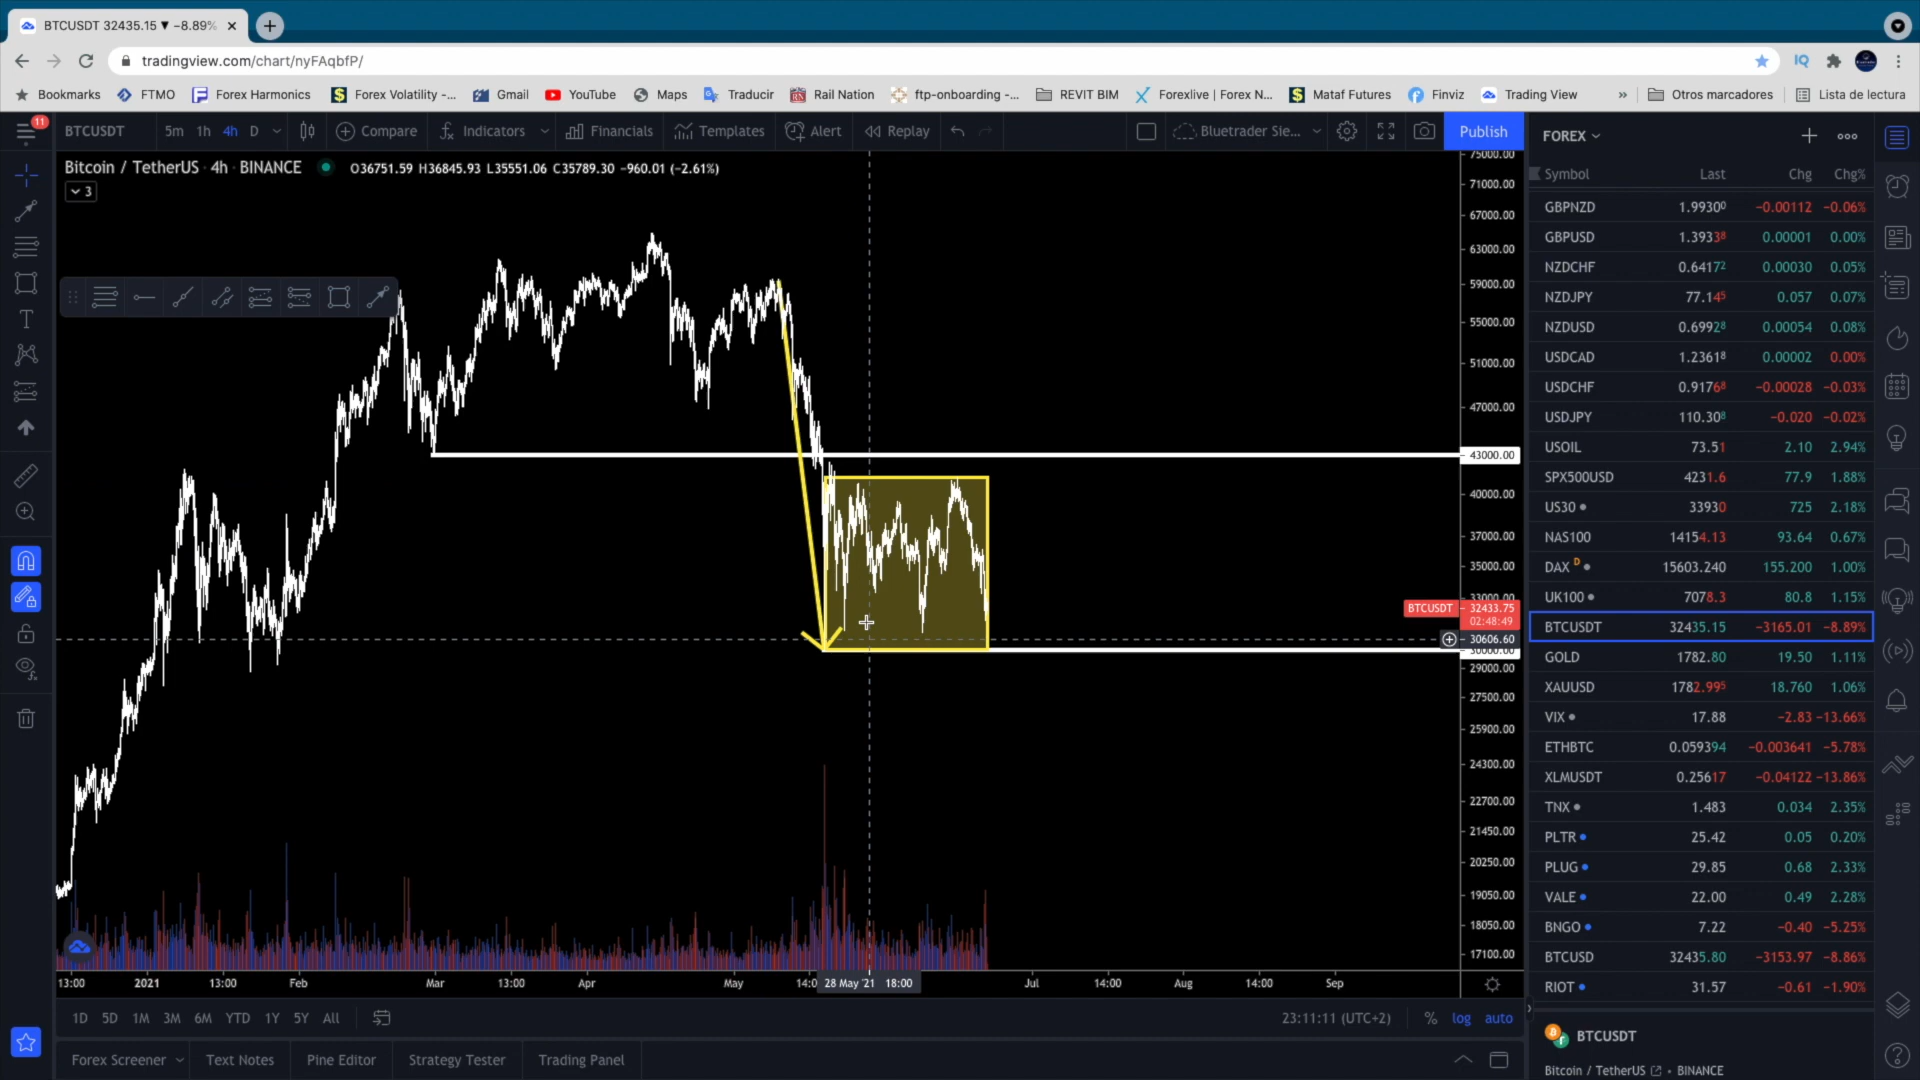 BTCUSDT 32435.15 ▼ −8.89%
tradingview.com/chart/nyFAqbfP/
IQ
Bookmarks FTMO Forex Harmonics Forex Volatility -... Gmail YouTube Maps Traducir Rail Nation ftp-onboarding -... REVIT BIM Forexlive | Forex N... Mataf Futures Finviz Trading View » Otros marcadores Lista de lectura
11
BTCUSDT 5m 1h 4h D Compare Indicators Financials Templates Alert Replay Bluetrader Sie... Publish
Bitcoin / TetherUS · 4h · BINANCE O36751.59 H36845.93 L35551.06 C35789.30 −960.01 (−2.61%)
3
75000.00
71000.00
67000.00
63000.00
59000.00
55000.00
51000.00
47000.00
43000.00
40000.00
37000.00
35000.00
33000.00
BTCUSDT 32433.75
02:48:49
30606.60
30000.00
29000.00
27500.00
25900.00
24300.00
22700.00
21450.00
20250.00
19050.00
18050.00
17100.00
13:00 2021 13:00 Feb Mar 13:00 Apr May 14:0 28 May '21 18:00 Jul 14:00 Aug 14:00 Sep
1D 5D 1M 3M 6M YTD 1Y 5Y All 23:11:11 (UTC+2) % log auto
Forex Screener Text Notes Pine Editor Strategy Tester Trading Panel
FOREX
Symbol Last Chg Chg%
GBPNZD 1.99300 −0.00112 −0.06%
GBPUSD 1.39338 0.00001 0.00%
NZDCHF 0.64172 0.00030 0.05%
NZDJPY 77.145 0.057 0.07%
NZDUSD 0.69928 0.00054 0.08%
USDCAD 1.23618 0.00002 0.00%
USDCHF 0.91768 −0.00028 −0.03%
USDJPY 110.308 −0.020 −0.02%
USOIL 73.51 2.10 2.94%
SPX500USD 4231.6 77.9 1.88%
US30 33930 725 2.18%
NAS100 14154.13 93.64 0.67%
DAX D 15603.240 155.200 1.00%
UK100 7078.3 80.8 1.15%
BTCUSDT 32435.15 −3165.01 −8.89%
GOLD 1782.80 19.50 1.11%
XAUUSD 1782.995 18.760 1.06%
VIX 17.88 −2.83 −13.66%
ETHBTC 0.059394 −0.003641 −5.78%
XLMUSDT 0.25617 −0.04122 −13.86%
TNX 1.483 0.034 2.35%
PLTR 25.42 0.05 0.20%
PLUG 29.85 0.68 2.33%
VALE 22.00 0.49 2.28%
BNGO 7.22 −0.40 −5.25%
BTCUSD 32435.80 −3153.97 −8.86%
RIOT 31.57 −0.61 −1.90%
BTCUSDT
Bitcoin / TetherUS • BINANCE